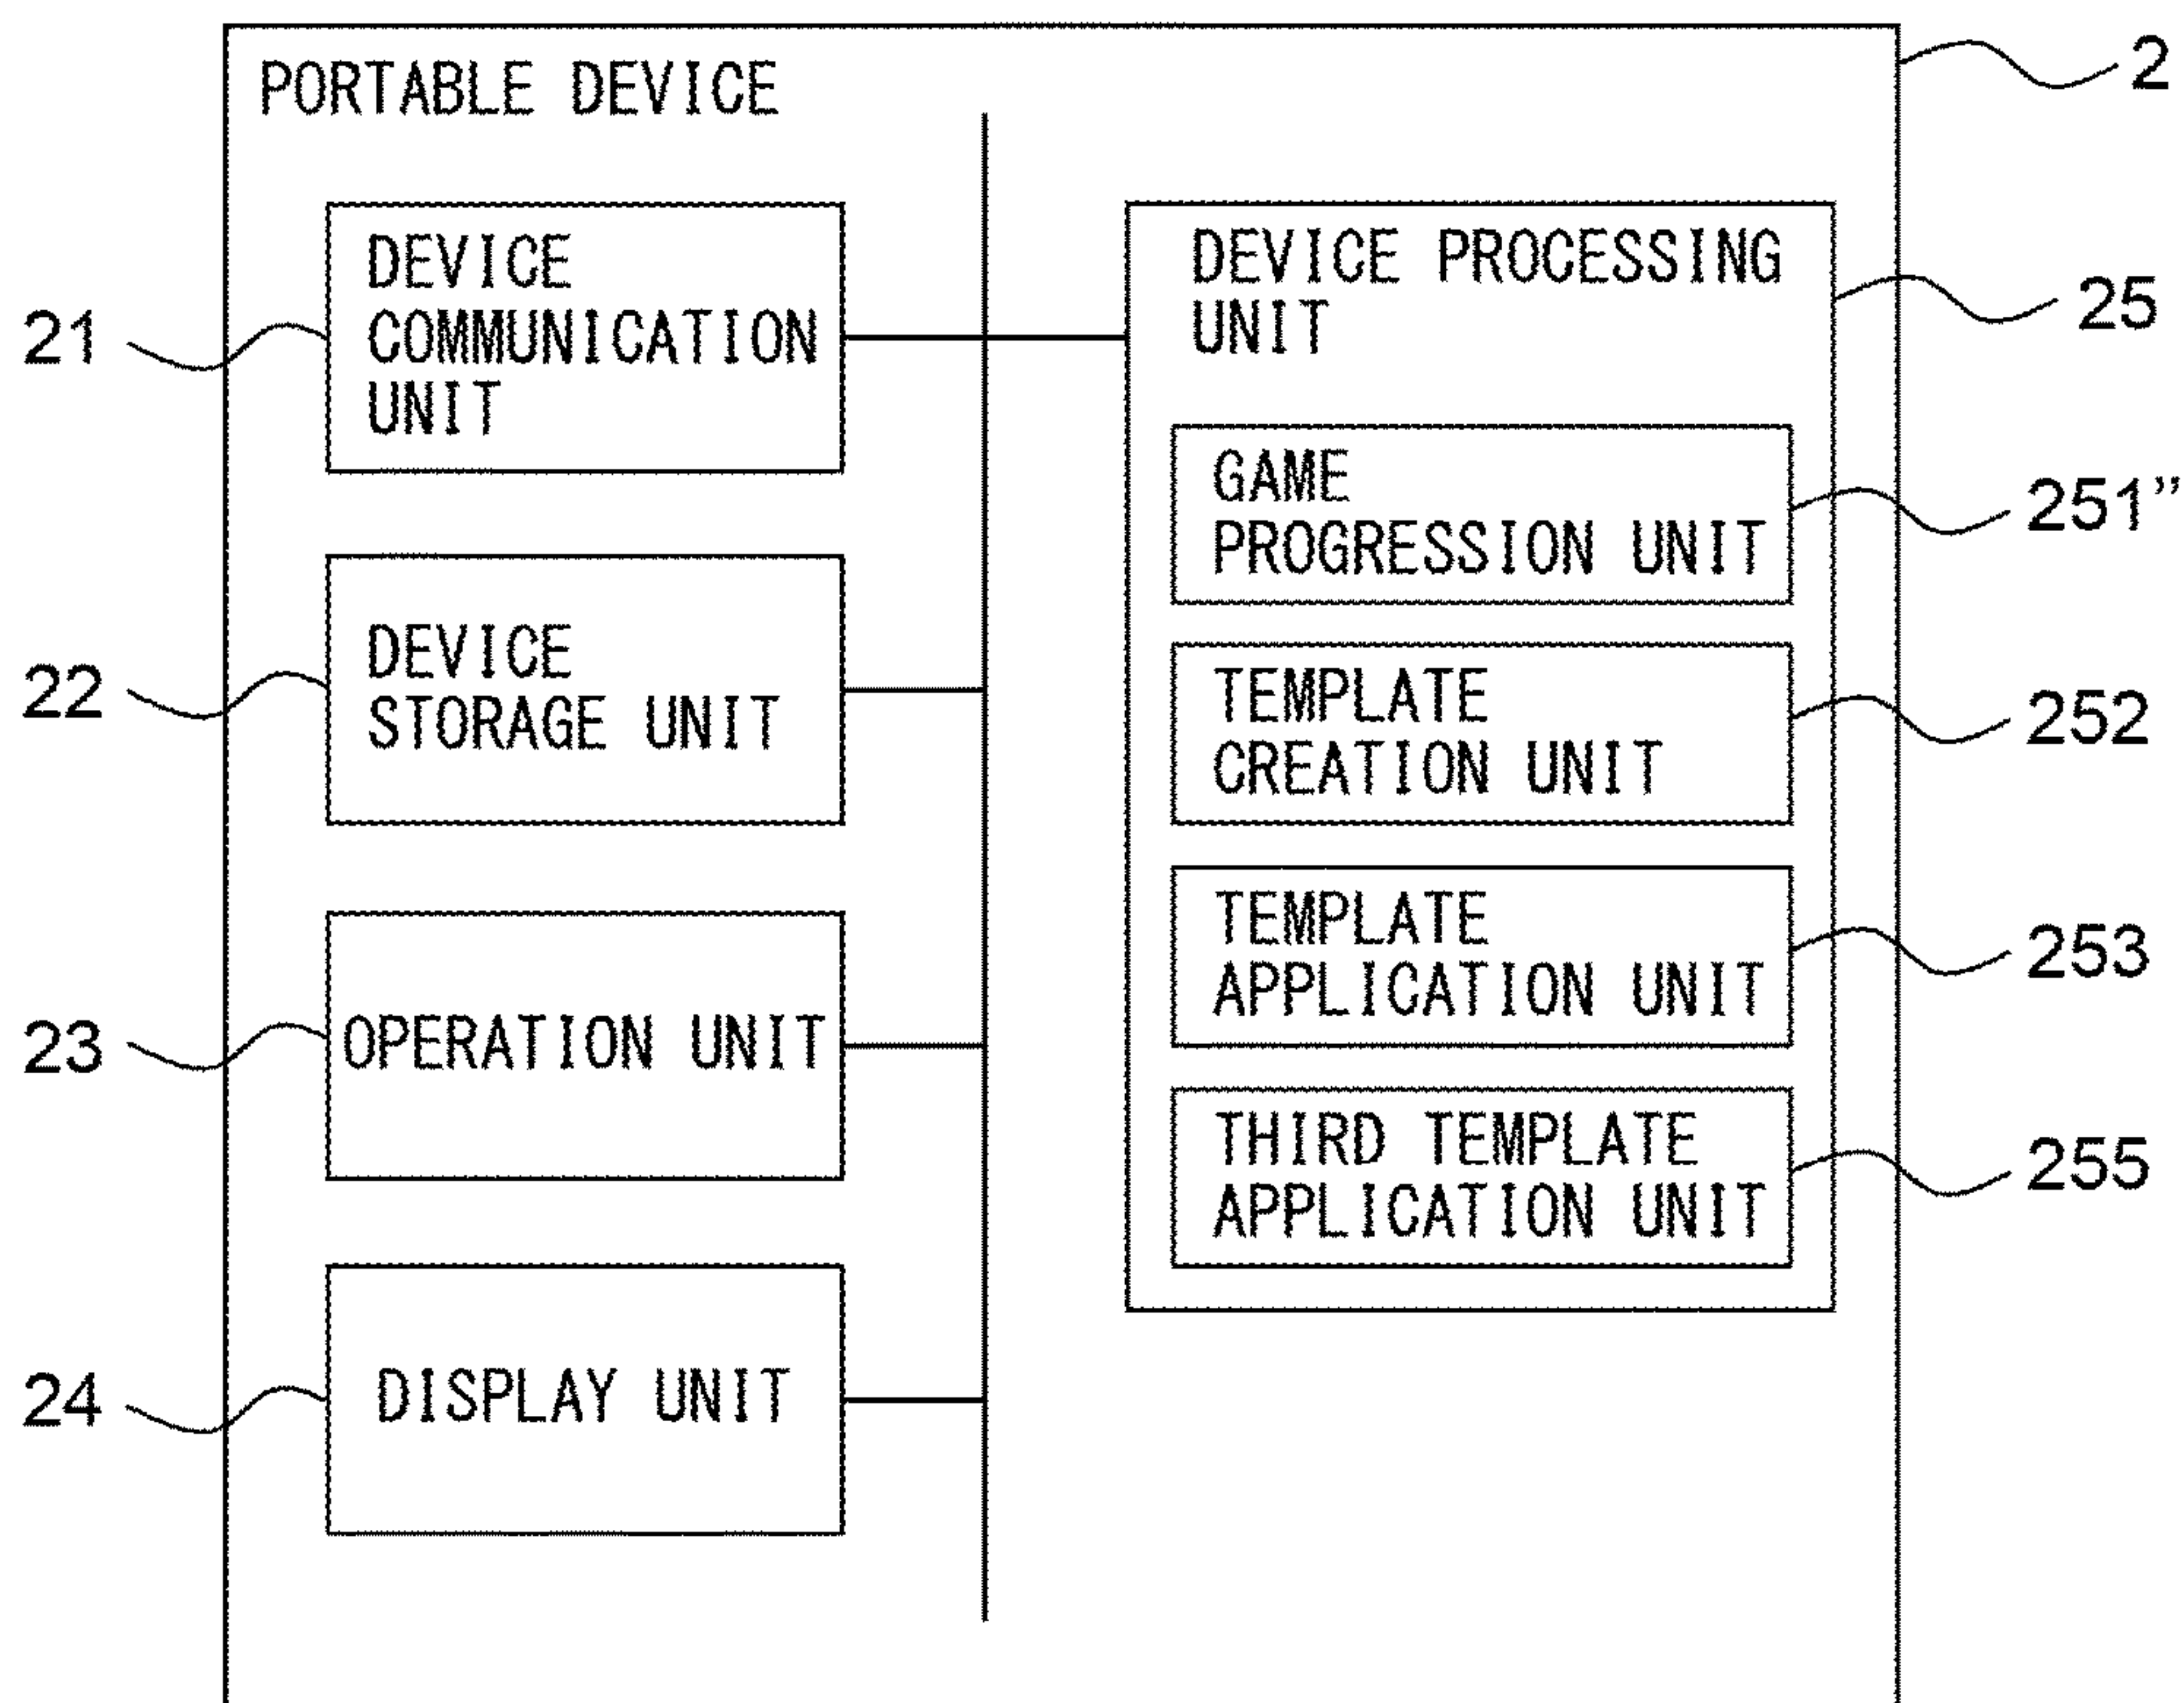 PORTABLE DEVICE
2
21
DEVICE
COMMUNICATION
UNIT
22
DEVICE
STORAGE UNIT
23
OPERATION UNIT
24
DISPLAY UNIT
DEVICE PROCESSING
UNIT
25
GAME
PROGRESSION UNIT
251”
TEMPLATE
CREATION UNIT
252
TEMPLATE
APPLICATION UNIT
253
THIRD TEMPLATE
APPLICATION UNIT
255